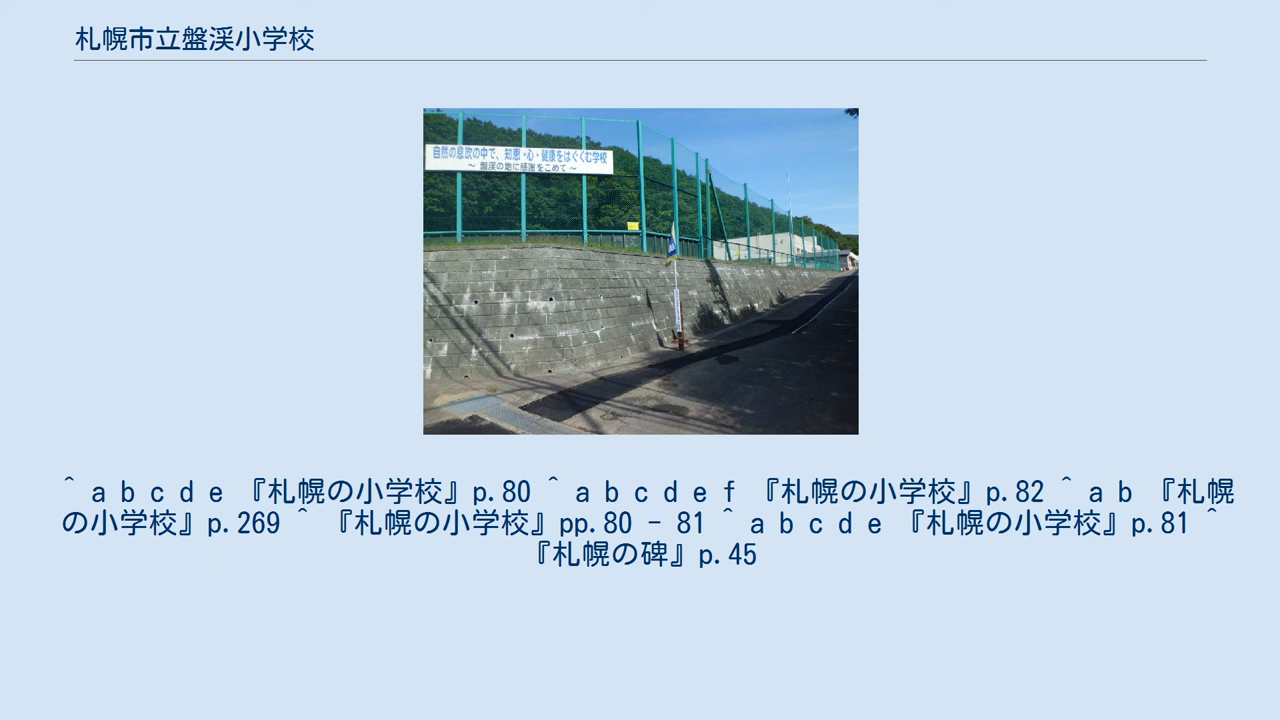 札幌市立盤渓小学校
自然の息吹の中で、知恵・心・健康をはぐくむ学校
～ 盤渓の地に感謝をこめて ～
^ a b c d e 『札幌の小学校』p.80 ^ a b c d e f 『札幌の小学校』p.82 ^ a b 『札幌
の小学校』p.269 ^ 『札幌の小学校』pp.80 - 81 ^ a b c d e 『札幌の小学校』p.81 ^
『札幌の碑』p.45